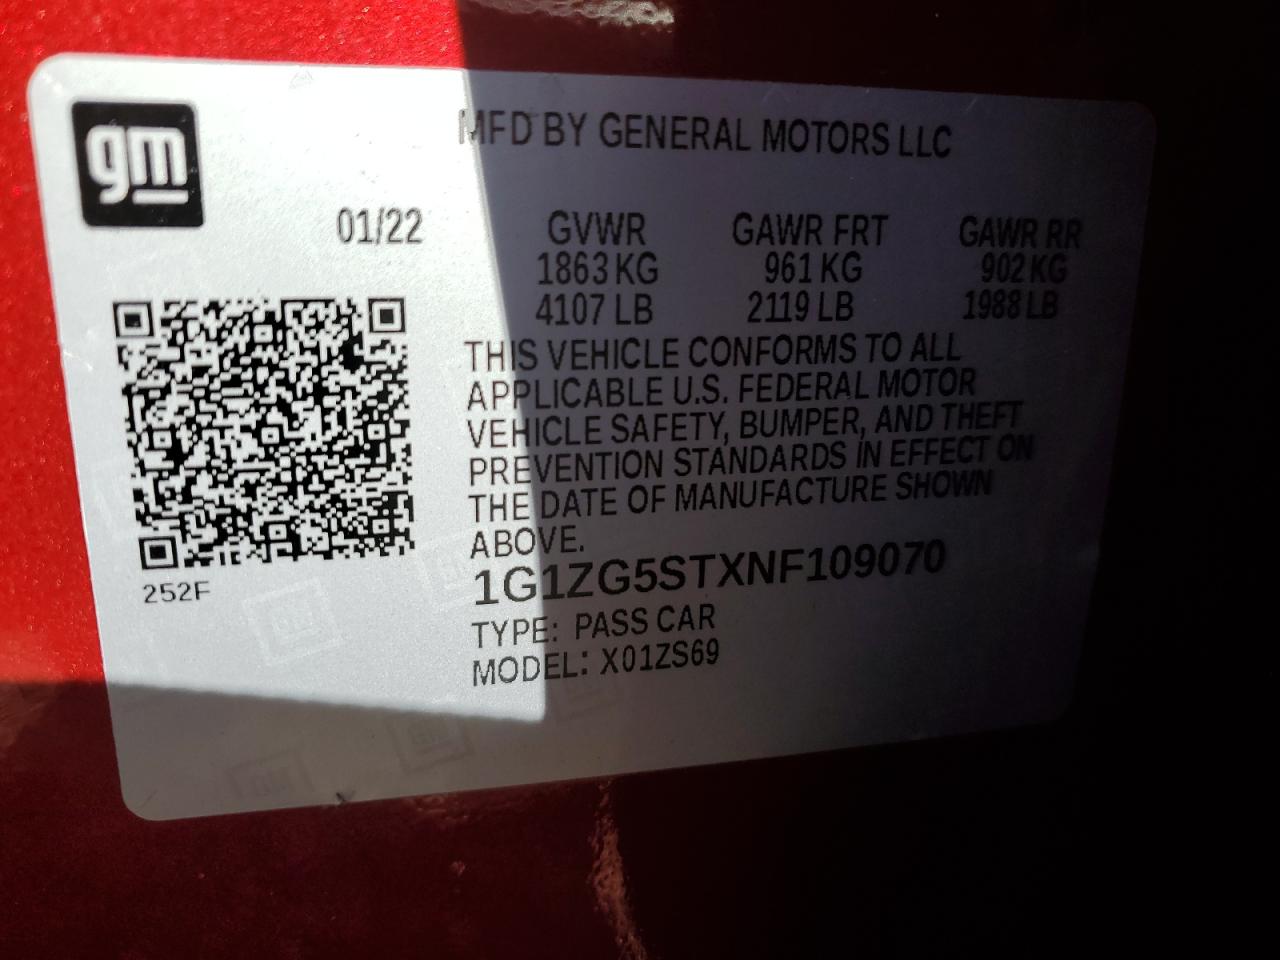 gm
MFD BY GENERAL MOTORS LLC
01/22 GVWR GAWR FRT GAWR RR
1863 KG 961 KG 902 KG
4107 LB 2119 LB 1988 LB
THIS VEHICLE CONFORMS TO ALL
APPLICABLE U.S. FEDERAL MOTOR
VEHICLE SAFETY, BUMPER, AND THEFT
PREVENTION STANDARDS IN EFFECT ON
THE DATE OF MANUFACTURE SHOWN
ABOVE.
1G1ZG5STXNF109070
252F
TYPE: PASS CAR
MODEL: X01ZS69